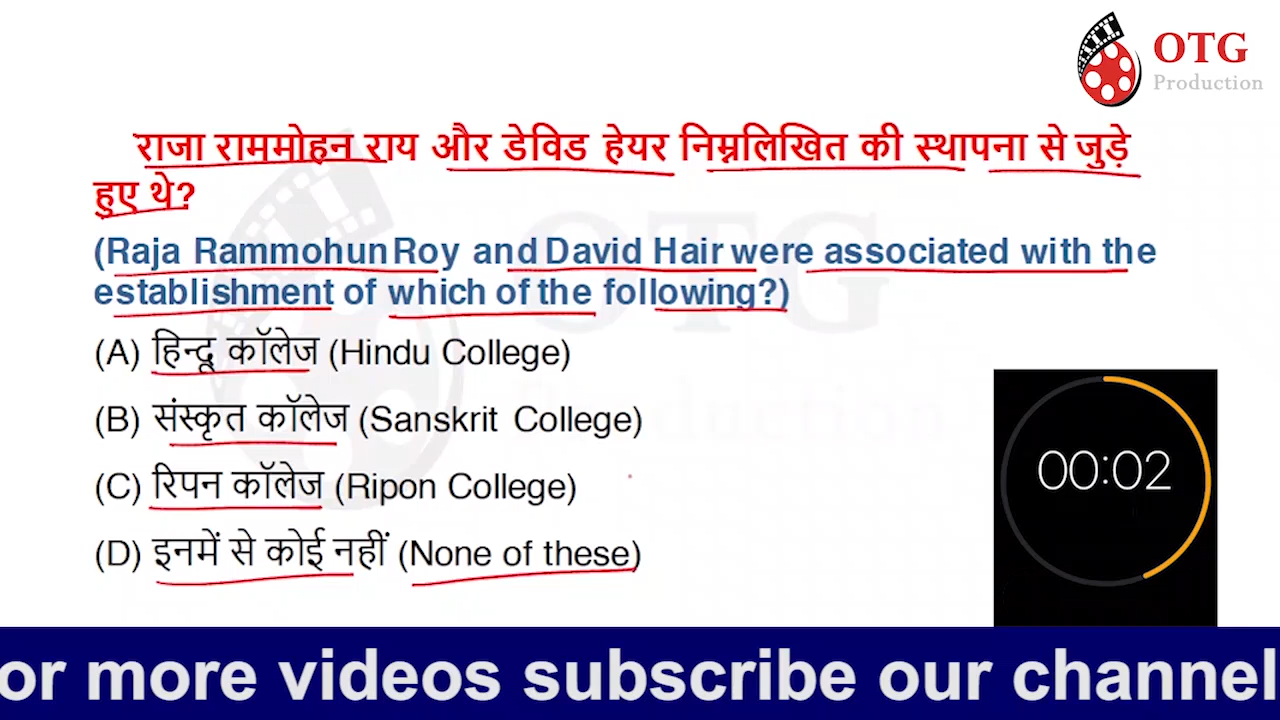 OTG
Production
राजा राममोहन राय और डेविड हेयर निम्नलिखित की स्थापना से जुड़े
हुए थे?
(Raja Rammohun Roy and David Hair were associated with the
establishment of which of the following?)
(A) हिन्दू कॉलेज (Hindu College)
(B) संस्कृत कॉलेज (Sanskrit College)
(C) रिपन कॉलेज (Ripon College)
(D) इनमें से कोई नहीं (None of these)
00:02
or more videos subscribe our channel